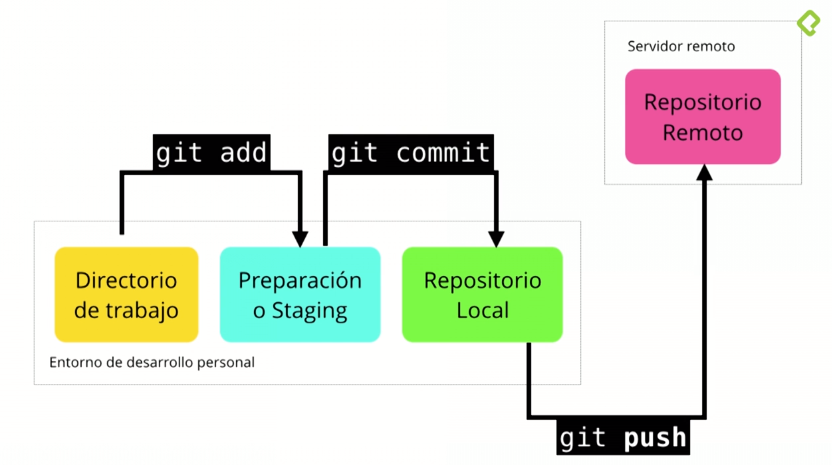 Servidor remoto
Repositorio
Remoto
git add
git commit
Directorio
de trabajo
Preparación
o Staging
Repositorio
Local
Entorno de desarrollo personal
git push